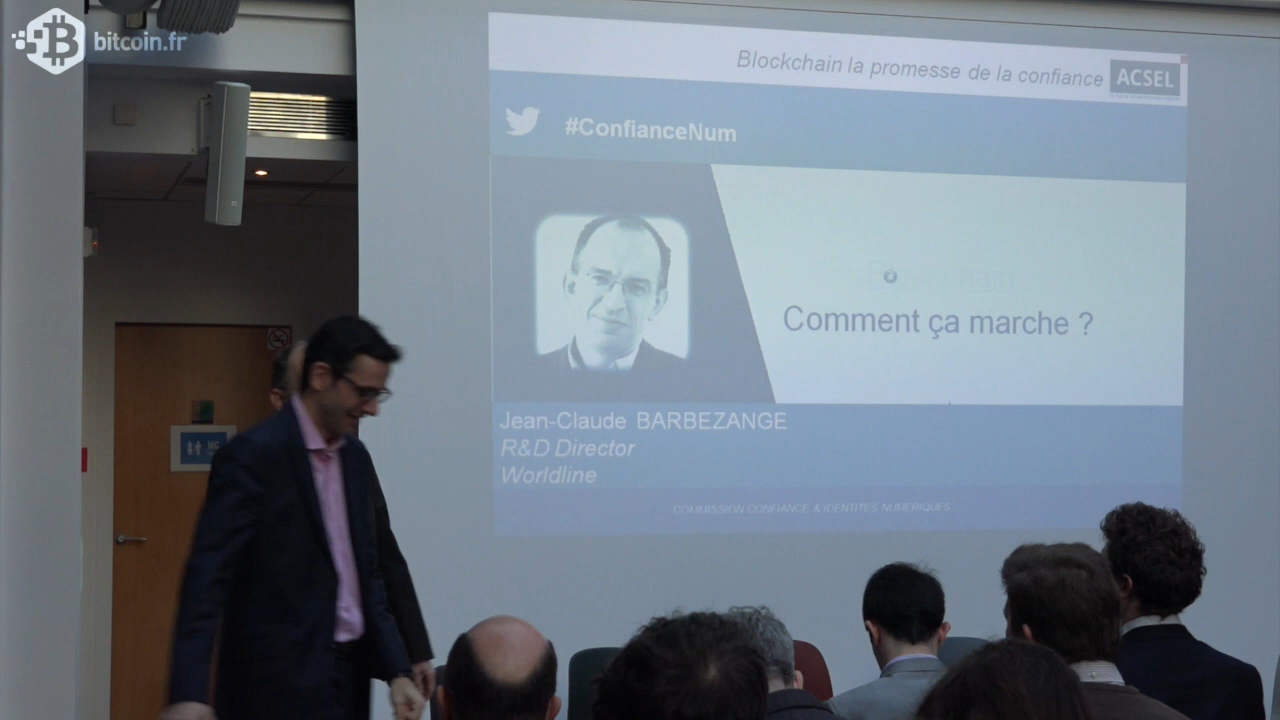 bitcoin.fr
Blockchain la promesse de la confiance
ACSEL
#ConfianceNum
Comment ça marche ?
Jean-Claude BARBEZANGE
R&D Director
Worldline
COMMISSION CONFIANCE & IDENTITES NUMERIQUES